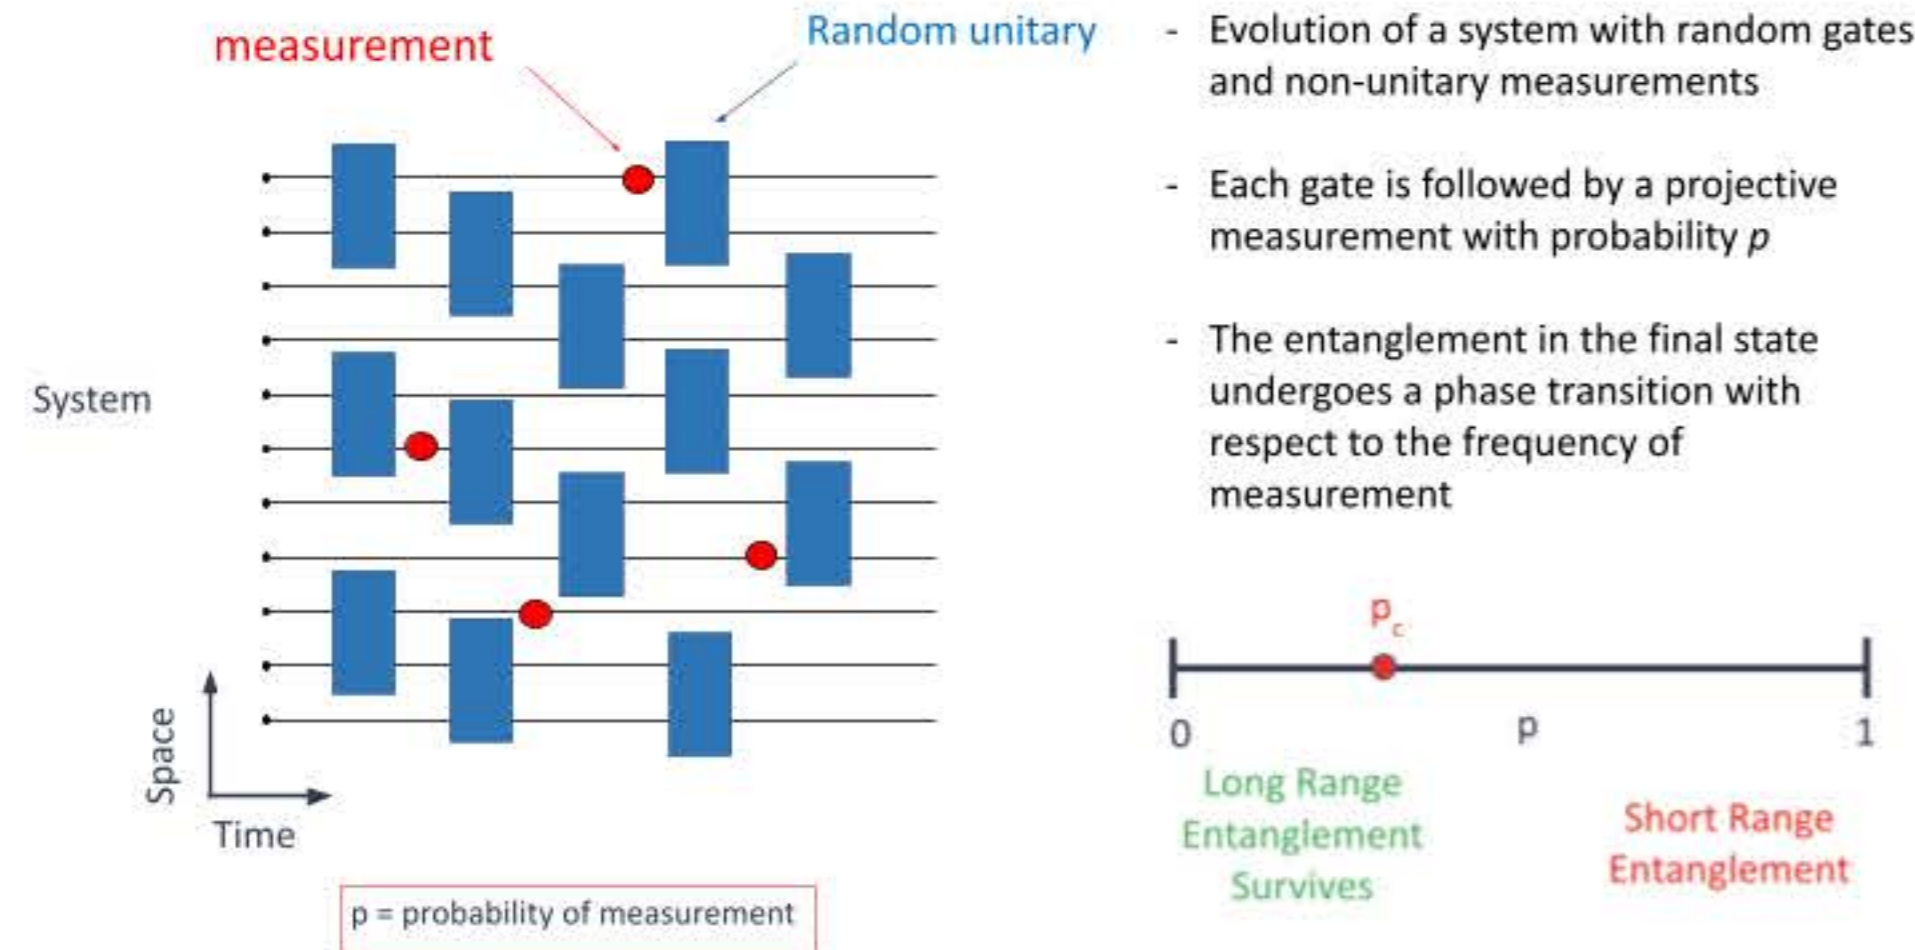 measurement
Random unitary
System
Space
Time
p = probability of measurement
- Evolution of a system with random gates
and non-unitary measurements
- Each gate is followed by a projective
measurement with probability p
- The entanglement in the final state
undergoes a phase transition with
respect to the frequency of
measurement
pc
0
p
1
Long Range
Entanglement
Survives
Short Range
Entanglement